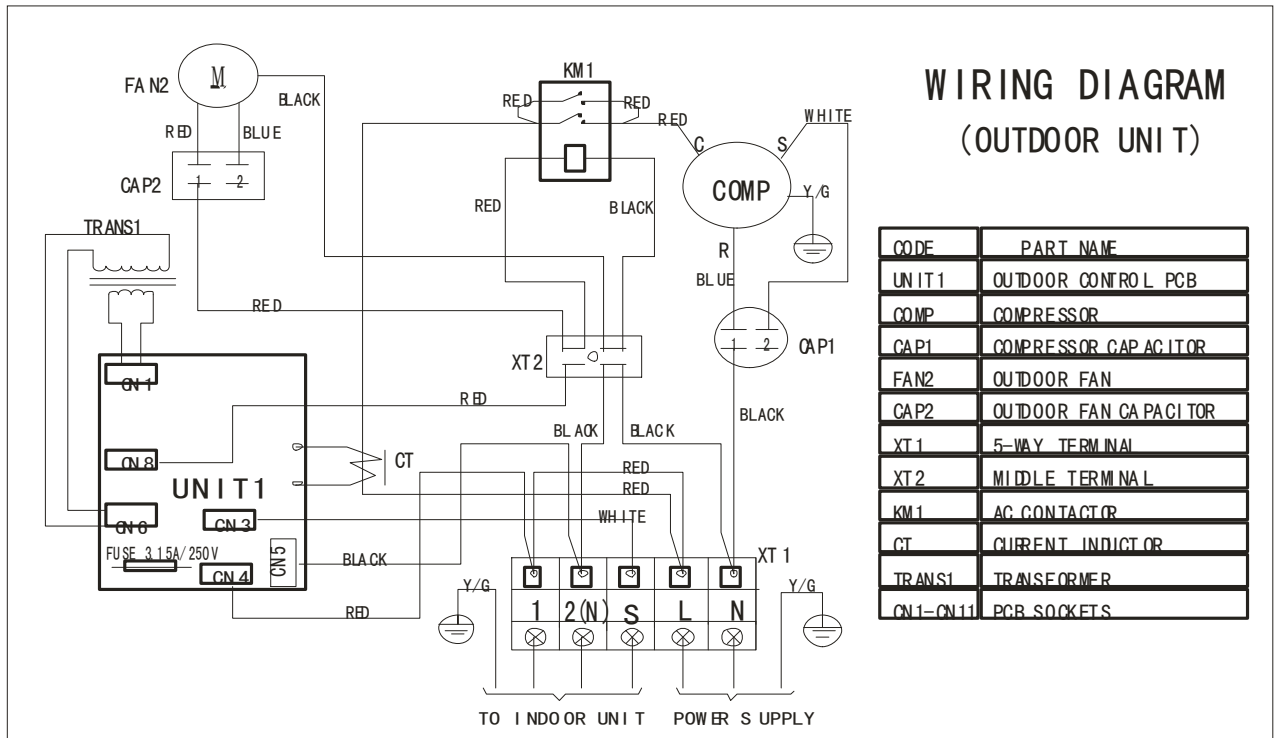 WIRING DIAGRAM
(OUTDOOR UNIT)
FAN2
M
BLACK
RED
BLUE
CAP2
1
2
TRANS1
RED
KM1
RED
RED
RED
C
S
WHITE
COMP
Y/G
RED
BLACK
R
BLUE
1
2
CAP1
XT2
BLACK
CN1
CN8
UNIT1
CN6
CN3
FUSE 3.15A/250V
CN4
CN5
CT
RED
BLACK
BLACK
RED
RED
WHITE
BLACK
RED
XT1
Y/G
Y/G
1
2(N)
S
L
N
TO INDOOR UNIT
POWER SUPPLY
CODE PART NAME
UNIT1 OUTDOOR CONTROL PCB
COMP COMPRESSOR
CAP1 COMPRESSOR CAPACITOR
FAN2 OUTDOOR FAN
CAP2 OUTDOOR FAN CAPACITOR
XT1 5-WAY TERMINAL
XT2 MIDDLE TERMINAL
KM1 AC CONTACTOR
CT CURRENT INDUCTOR
TRANS1 TRANSFORMER
CN1-CN11 PCB SOCKETS